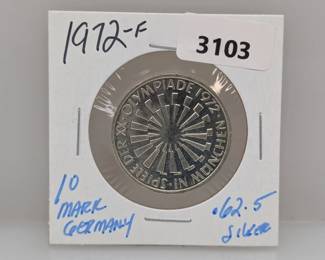 1972-F
3103
SPIELE DER XX. OLYMPIADE 1972 IN MÜNCHEN
10
MARK
GERMANY
.62.5
SILVER